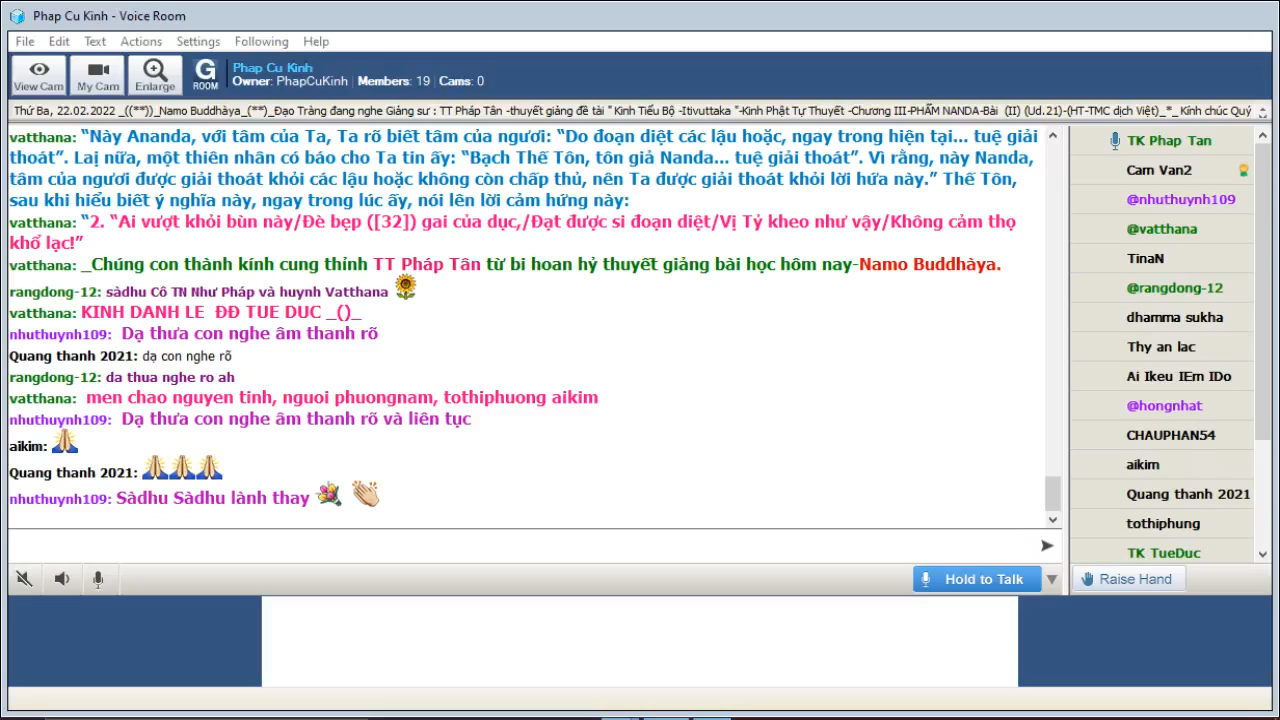 Phap Cu Kinh - Voice Room
File Edit Text Actions Settings Following Help
View Cam My Cam Enlarge G ROOM
Phap Cu Kinh
Owner: PhapCuKinh | Members: 19 | Cams: 0
Thứ Ba, 22.02.2022 _((**))_Namo Buddhàya_(**)_Đạo Tràng đang nghe Giảng sư : TT Pháp Tân -thuyết giảng đề tài " Kinh Tiểu Bộ -Itivuttaka "-Kinh Phật Tự Thuyết -Chương III-PHẨM NANDA-Bài (II) (Ud.21)-(HT-TMC dịch Việt)_*_ Kính chúc Quý
vatthana: “Này Ananda, với tâm của Ta, Ta rõ biết tâm của ngươi: “Do đoạn diệt các lậu hoặc, ngay trong hiện tại... tuệ giải
thoát”. Laị nữa, một thiên nhân có báo cho Ta tin ấy: “Bạch Thế Tôn, tôn giả Nanda... tuệ giải thoát”. Vì rằng, này Nanda,
tâm của ngươi được giải thoát khỏi các lậu hoặc không còn chấp thủ, nên Ta được giải thoát khỏi lời hứa này.” Thế Tôn,
sau khi hiểu biết ý nghĩa này, ngay trong lúc ấy, nói lên lời cảm hứng này:
vatthana: “2. “Ai vượt khỏi bùn này/Đè bẹp ([32]) gai của dục,/Đạt được si đoạn diệt/Vị Tỷ kheo như vậy/Không cảm thọ
khổ lạc!”
vatthana: _Chúng con thành kính cung thỉnh TT Pháp Tân từ bi hoan hỷ thuyết giảng bài học hôm nay-Namo Buddhàya.
rangdong-12: sàdhu Cô TN Như Pháp và huynh Vatthana
vatthana: KINH DANH LE ĐĐ TUE DUC _()_
nhuthuynh109: Dạ thưa con nghe âm thanh rõ
Quang thanh 2021: dạ con nghe rõ
rangdong-12: da thua nghe ro ah
vatthana: men chao nguyen tinh, nguoi phuongnam, tothiphuong aikim
nhuthuynh109: Dạ thưa con nghe âm thanh rõ và liên tục
aikim:
Quang thanh 2021:
nhuthuynh109: Sàdhu Sàdhu lành thay
TK Phap Tan
Cam Van2
@nhuthuynh109
@vatthana
TinaN
@rangdong-12
dhamma sukha
Thy an lac
Ai Ikeu IEm IDo
@hongnhat
CHAUPHAN54
aikim
Quang thanh 2021
tothiphung
TK TueDuc
Hold to Talk
Raise Hand